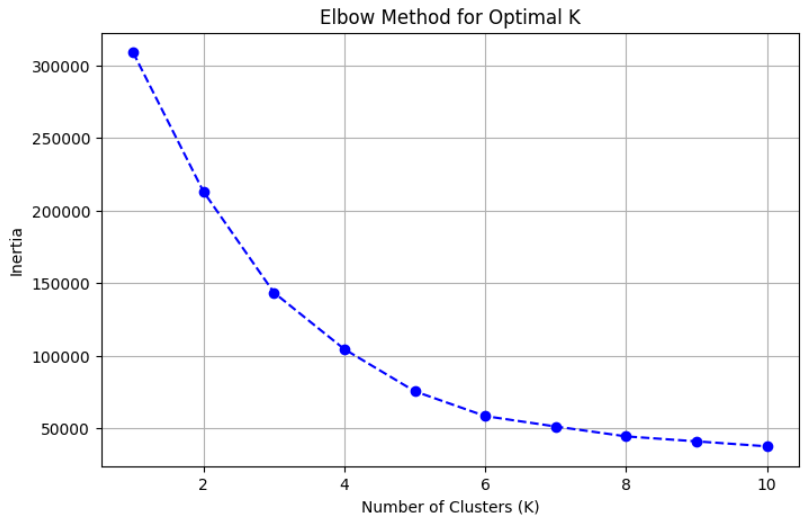 Elbow Method for Optimal K
300000
250000
200000
150000
100000
50000
Inertia
2 4 6 8 10
Number of Clusters (K)